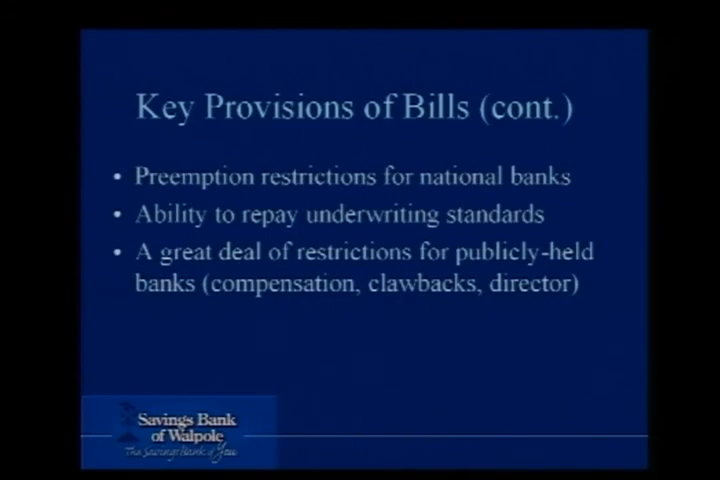 Key Provisions of Bills (cont.)
• Preemption restrictions for national banks
• Ability to repay underwriting standards
• A great deal of restrictions for publicly-held
banks (compensation, clawbacks, director)
Savings Bank
of Walpole
The Savings Bank of You